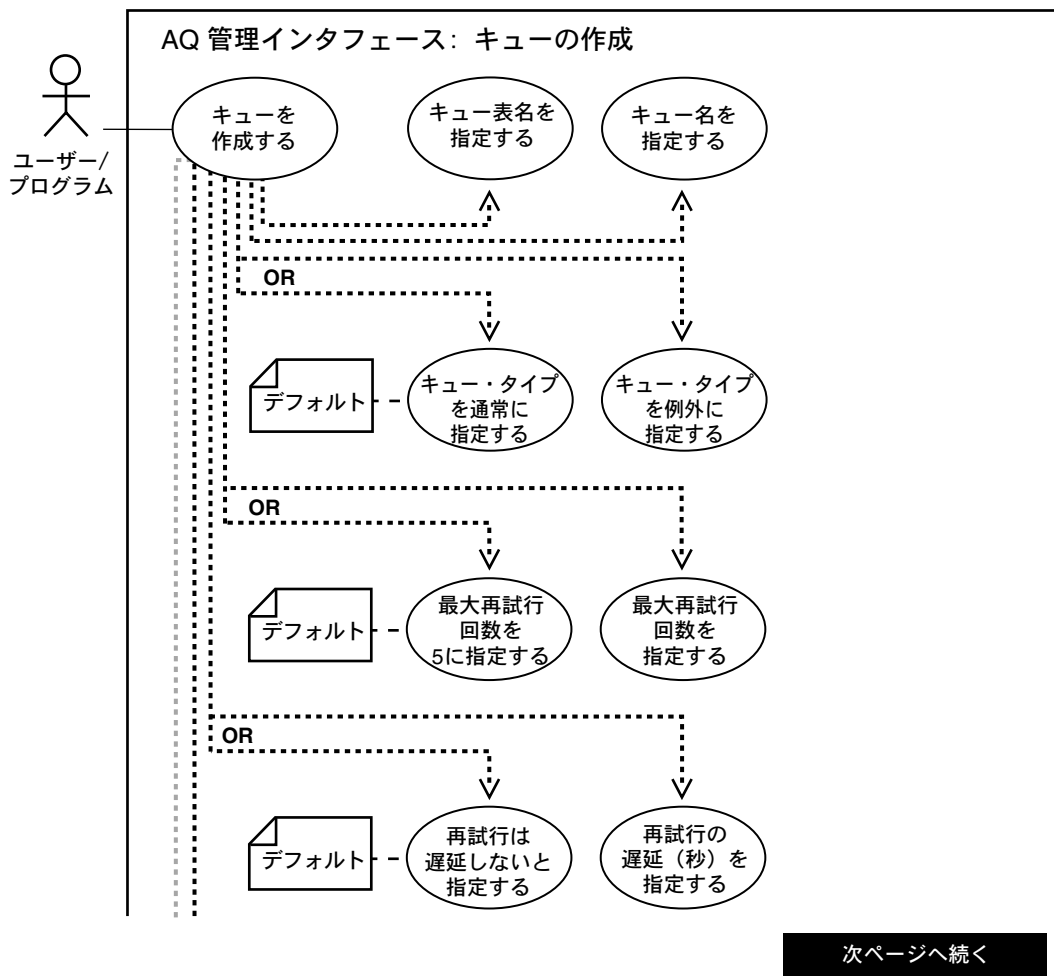 AQ 管理インタフェース： キューの作成
ユーザー/
プログラム
キューを
作成する
キュー表名を
指定する
キュー名を
指定する
OR
デフォルト
キュー・タイプ
を通常に
指定する
キュー・タイプ
を例外に
指定する
OR
デフォルト
最大再試行
回数を
5に指定する
最大再試行
回数を
指定する
OR
デフォルト
再試行は
遅延しないと
指定する
再試行の
遅延（秒）を
指定する
次ページへ続く